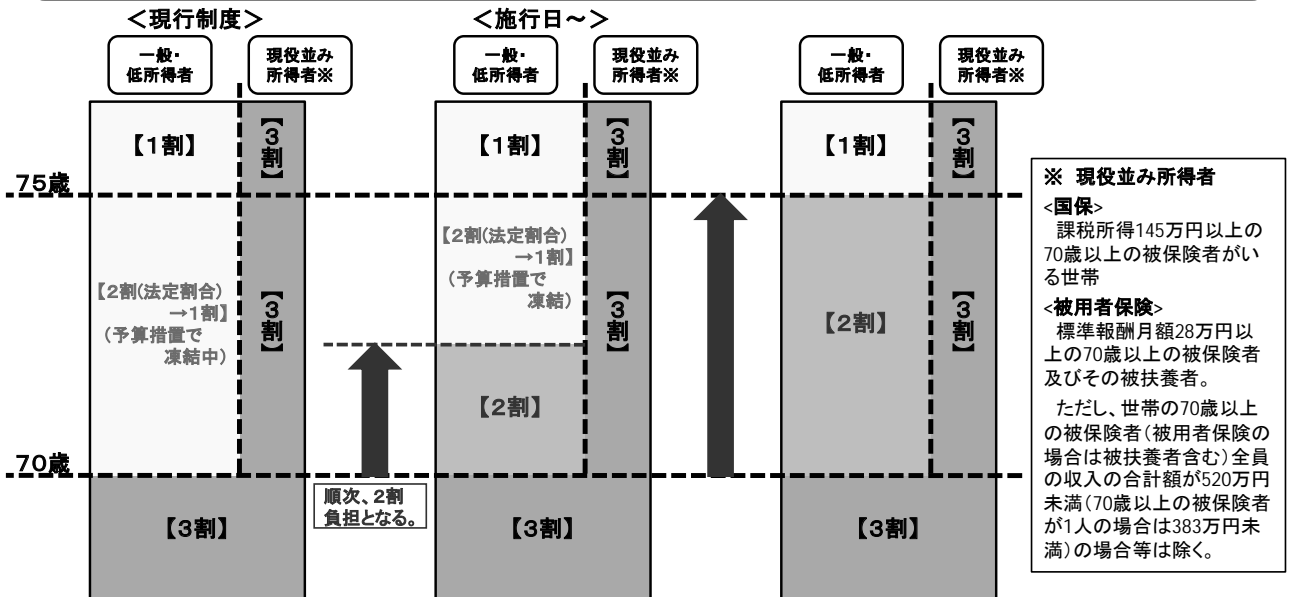 ＜現行制度＞
一般・
低所得者
現役並み
所得者※
【1割】
【3割】
【2割(法定割合)
→1割】
（予算措置で
凍結中）
【3割】
【3割】
75歳
70歳
順次、2割
負担となる。
＜施行日～＞
一般・
低所得者
現役並み
所得者※
【1割】
【3割】
【2割(法定割合)
→1割】
（予算措置で
凍結）
【3割】
【2割】
【3割】
一般・
低所得者
現役並み
所得者※
【1割】
【3割】
【2割】
【3割】
【3割】
※ 現役並み所得者
<国保>
課税所得145万円以上の
70歳以上の被保険者がい
る世帯
<被用者保険>
標準報酬月額28万円以
上の70歳以上の被保険者
及びその被扶養者。
ただし、世帯の70歳以上
の被保険者（被用者保険の
場合は被扶養者含む）全員
の収入の合計額が520万円
未満（70歳以上の被保険者
が1人の場合は383万円未
満）の場合等は除く。